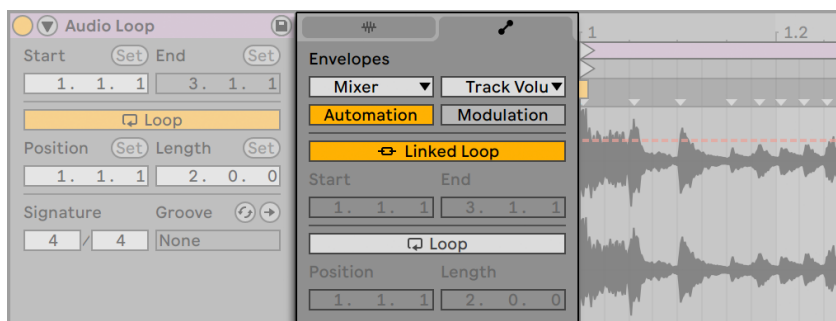 Audio Loop
Start Set End Set
1. 1. 1 3. 1. 1
Loop
Position Set Length Set
1. 1. 1 2. 0. 0
Signature Groove
4 / 4 None
Envelopes
Mixer Track Volu
Automation Modulation
Linked Loop
Start End
1. 1. 1 3. 1. 1
Loop
Position Length
1. 1. 1 2. 0. 0
1 1.2